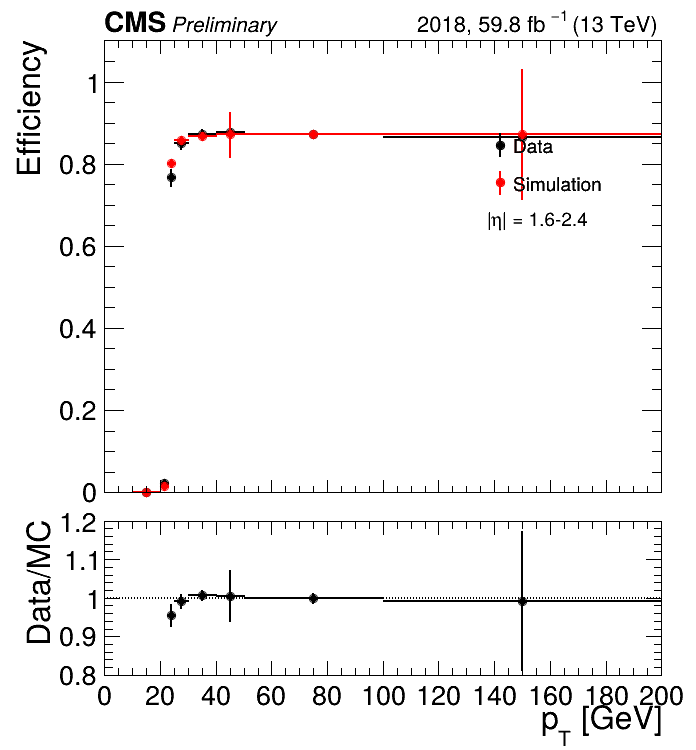 CMS Preliminary 2018, 59.8 fb⁻¹ (13 TeV)
Efficiency
1
0.8
0.6
0.4
0.2
0
Data
Simulation
|η| = 1.6-2.4
Data/MC
1.2
1.1
1
0.9
0.8
0 20 40 60 80 100 120 140 160 180 200
p_T [GeV]